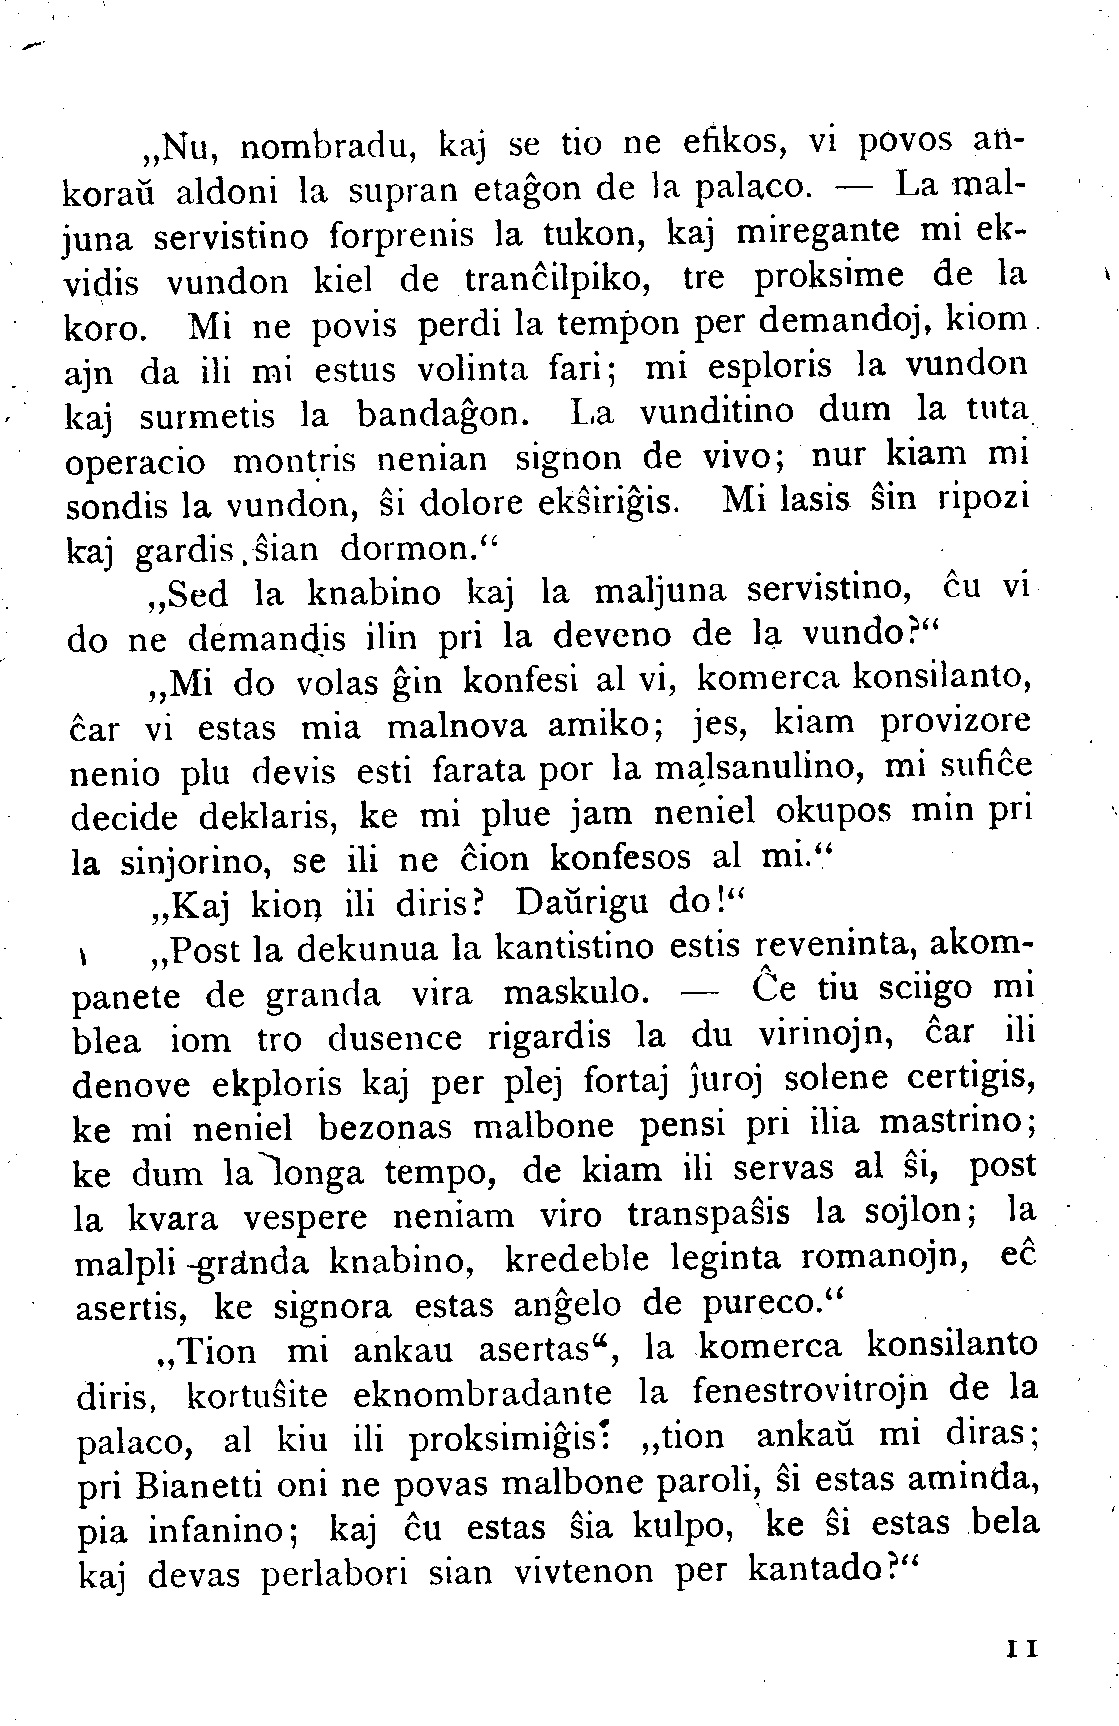 „Nu, nombradu, kaj se tio ne efikos, vi povos an-
koraŭ aldoni la supran etaĝon de la palaco. — La mal-
juna servistino forprenis la tukon, kaj miregante mi ek-
vidis vundon kiel de tranĉilpiko, tre proksime de la
koro. Mi ne povis perdi la tempon per demandoj, kiom
ajn da ili mi estus volinta fari; mi esploris la vundon
kaj surmetis la bandaĝon. La vunditino dum la tuta
operacio montris nenian signon de vivo; nur kiam mi
sondis la vundon, ŝi dolore ekŝiriĝis. Mi lasis ŝin ripozi
kaj gardis ŝian dormon.“
„Sed la knabino kaj la maljuna servistino, ĉu vi
do ne demandis ilin pri la deveno de la vundo?“
„Mi do volas ĝin konfesi al vi, komerca konsilanto,
ĉar vi estas mia malnova amiko; jes, kiam provizore
nenio plu devis esti farata por la malsanulino, mi sufiĉe
decide deklaris, ke mi plue jam neniel okupos min pri
la sinjorino, se ili ne ĉion konfesos al mi.“
„Kaj kion ili diris? Daŭrigu do!“
„Post la dekunua la kantistino estis reveninta, akom-
panete de granda vira maskulo. — Ĉe tiu sciigo mi
blea iom tro dusence rigardis la du virinojn, ĉar ili
denove ekploris kaj per plej fortaj ĵuroj solene certigis,
ke mi neniel bezonas malbone pensi pri ilia mastrino;
ke dum la longa tempo, de kiam ili servas al ŝi, post
la kvara vespere neniam viro transpaŝis la sojlon; la
malpli granda knabino, kredeble leginta romanojn, eĉ
asertis, ke signora estas anĝelo de pureco.“
„Tion mi ankau asertas“, la komerca konsilanto
diris, kortuŝite eknombradante la fenestrovitrojn de la
palaco, al kiu ili proksimiĝis: „tion ankaŭ mi diras;
pri Bianetti oni ne povas malbone paroli, ŝi estas aminda,
pia infanino; kaj ĉu estas ŝia kulpo, ke ŝi estas bela
kaj devas perlabori sian vivtenon per kantado?“
11